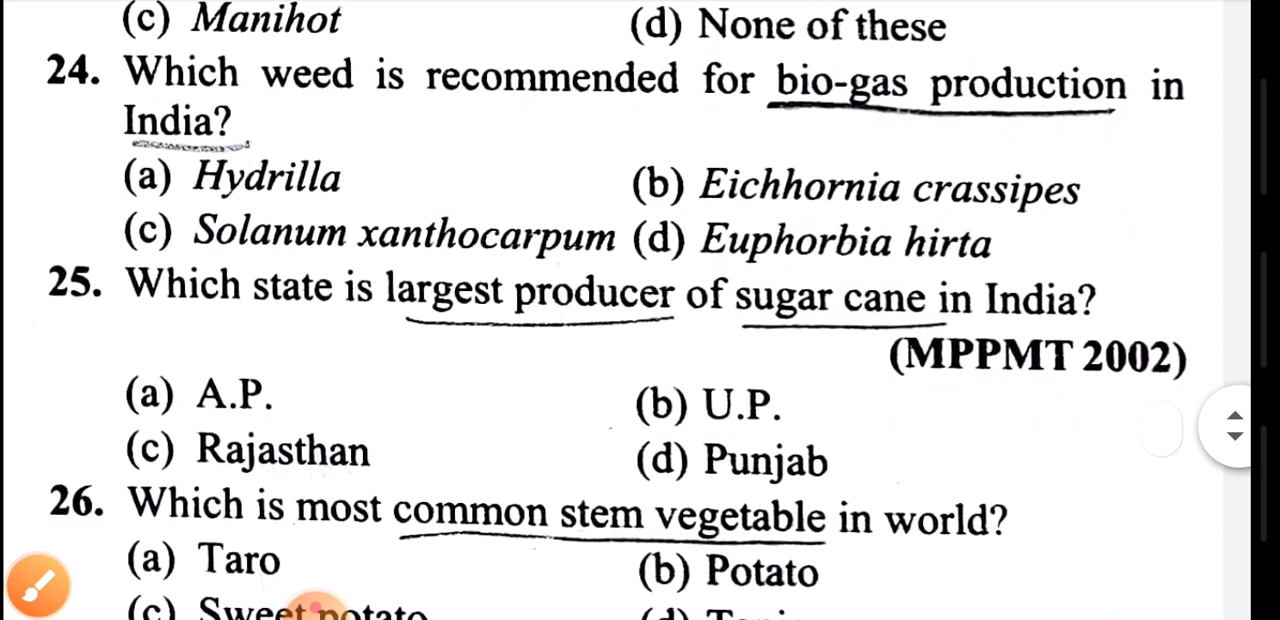 (c) Manihot (d) None of these
24. Which weed is recommended for bio-gas production in
India?
(a) Hydrilla (b) Eichhornia crassipes
(c) Solanum xanthocarpum (d) Euphorbia hirta
25. Which state is largest producer of sugar cane in India?
(MPPMT 2002)
(a) A.P. (b) U.P.
(c) Rajasthan (d) Punjab
26. Which is most common stem vegetable in world?
(a) Taro (b) Potato
(c) Sweet potato (d)